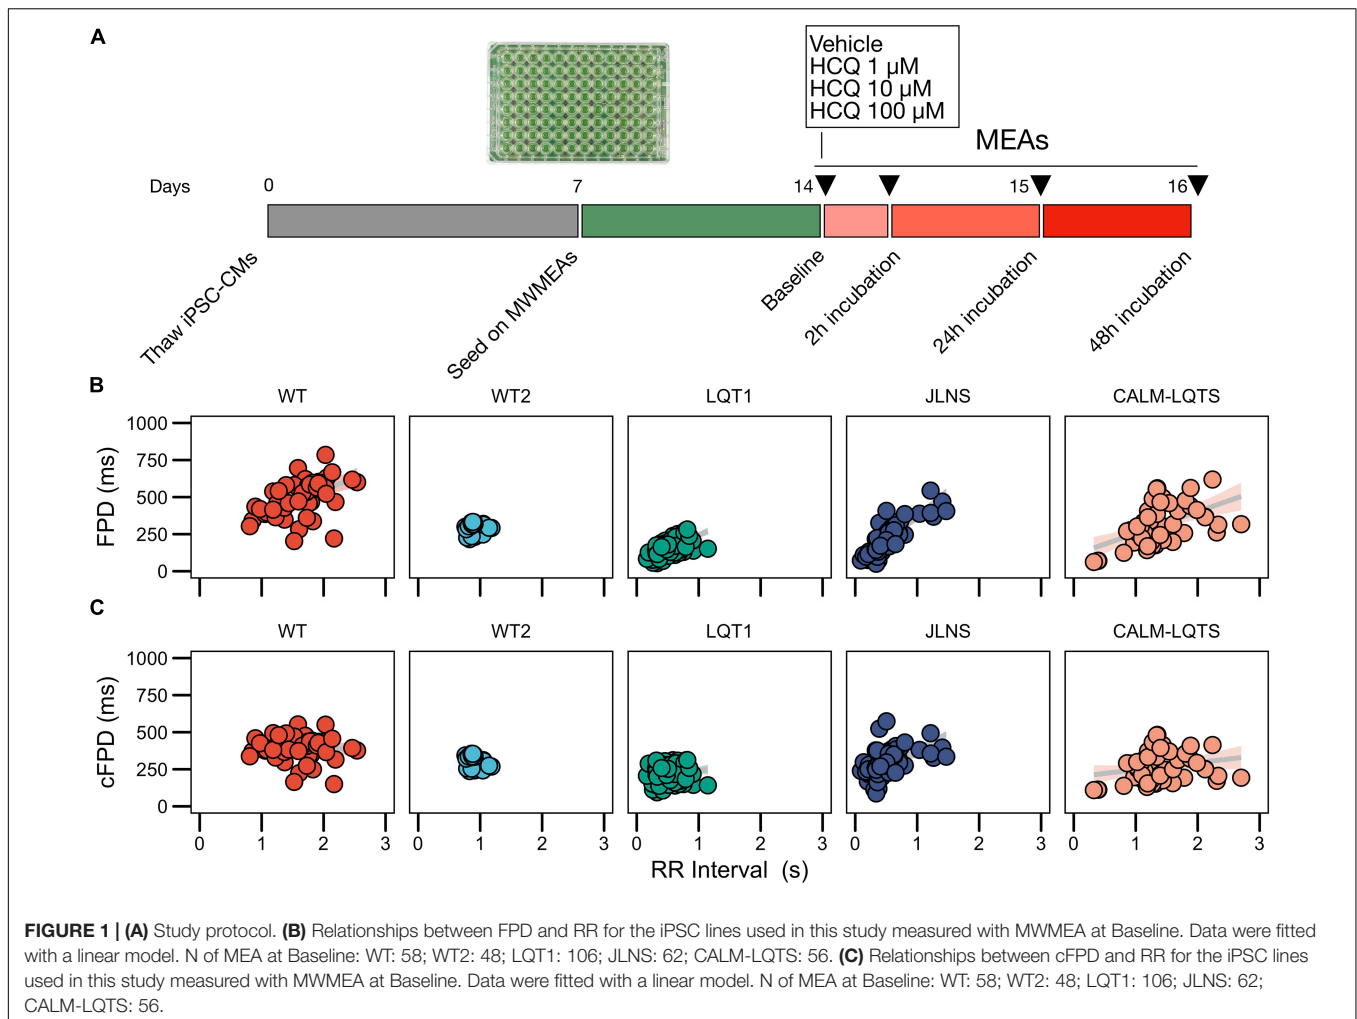 A
Vehicle
HCQ 1 µM
HCQ 10 µM
HCQ 100 µM
MEAs
Days 0 7 14 15 16
Thaw iPSC-CMs
Seed on MWMEAs
Baseline
2h incubation
24h incubation
48h incubation
B
WT WT2 LQT1 JLNS CALM-LQTS
FPD (ms)
1000
750
500
250
0
C
WT WT2 LQT1 JLNS CALM-LQTS
cFPD (ms)
1000
750
500
250
0
0 1 2 3 0 1 2 3 0 1 2 3 0 1 2 3 0 1 2 3
RR Interval (s)
FIGURE 1 | (A) Study protocol. (B) Relationships between FPD and RR for the iPSC lines used in this study measured with MWMEA at Baseline. Data were fitted
with a linear model. N of MEA at Baseline: WT: 58; WT2: 48; LQT1: 106; JLNS: 62; CALM-LQTS: 56. (C) Relationships between cFPD and RR for the iPSC lines
used in this study measured with MWMEA at Baseline. Data were fitted with a linear model. N of MEA at Baseline: WT: 58; WT2: 48; LQT1: 106; JLNS: 62;
CALM-LQTS: 56.